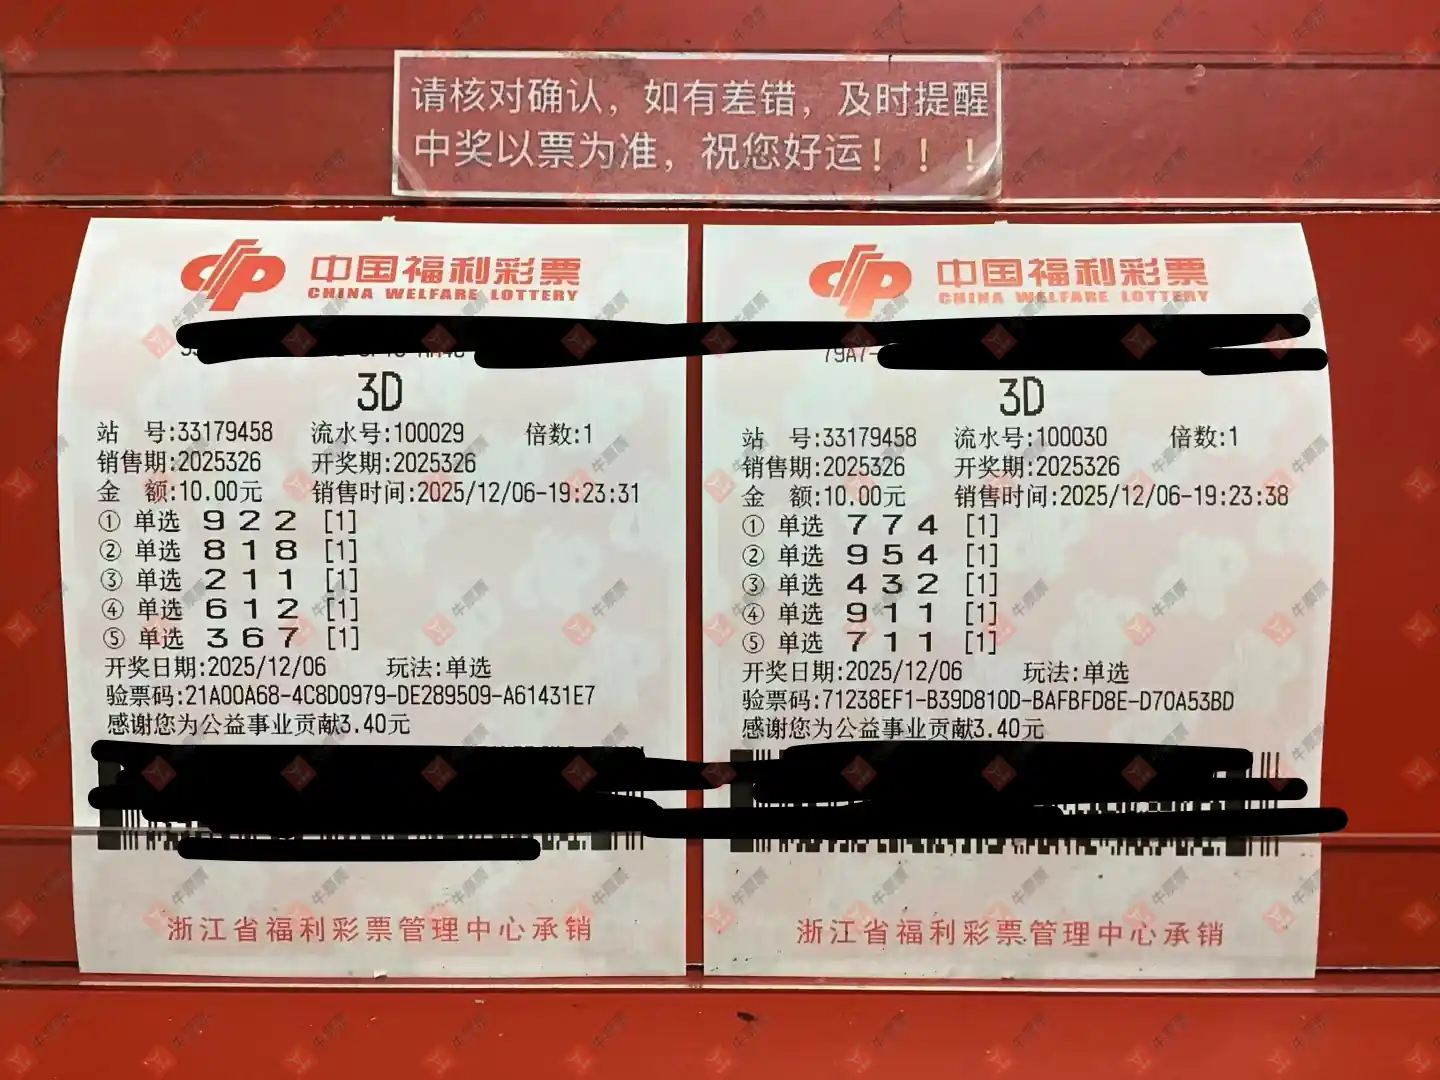 请核对确认，如有差错，及时提醒
中奖以票为准，祝您好运！！！
中国福利彩票
CHINA WELFARE LOTTERY
3D
站 号:33179458 流水号:100029 倍数:1
销售期:2025326 开奖期:2025326
金 额:10.00元 销售时间:2025/12/06-19:23:31
① 单选 9 2 2 [1]
② 单选 8 1 8 [1]
③ 单选 2 1 1 [1]
④ 单选 6 1 2 [1]
⑤ 单选 3 6 7 [1]
开奖日期:2025/12/06 玩法:单选
验票码:21A00A68-4C8D0979-DE289509-A61431E7
感谢您为公益事业贡献3.40元
浙江省福利彩票管理中心承销
中国福利彩票
CHINA WELFARE LOTTERY
79A7-
3D
站 号:33179458 流水号:100030 倍数:1
销售期:2025326 开奖期:2025326
金 额:10.00元 销售时间:2025/12/06-19:23:38
① 单选 7 7 4 [1]
② 单选 9 5 4 [1]
③ 单选 4 3 2 [1]
④ 单选 9 1 1 [1]
⑤ 单选 7 1 1 [1]
开奖日期:2025/12/06 玩法:单选
验票码:71238EF1-B39D810D-BAFBFD8E-D70A53BD
感谢您为公益事业贡献3.40元
浙江省福利彩票管理中心承销
牛票票